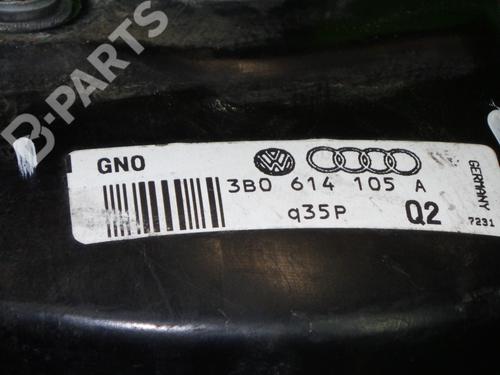 B-PARTS
GNO
3B0 614 105 A
q35P
Q2
GERMANY
7231